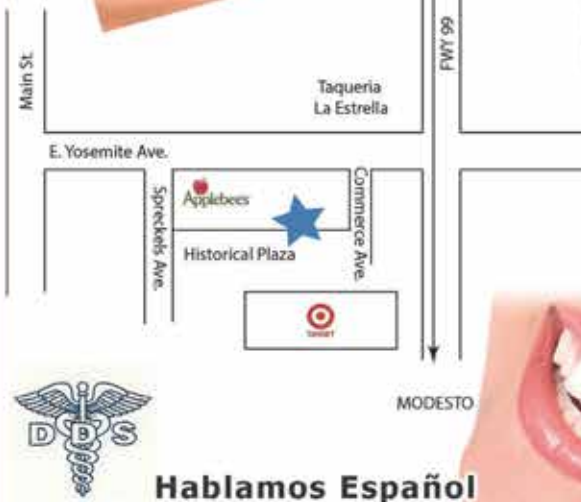 Main St.
FWY 99
Taqueria
La Estrella
E. Yosemite Ave.
Spreckels Ave.
Applebees
Commerce Ave.
Historical Plaza
TARGET
MODESTO
DDS
Hablamos Español